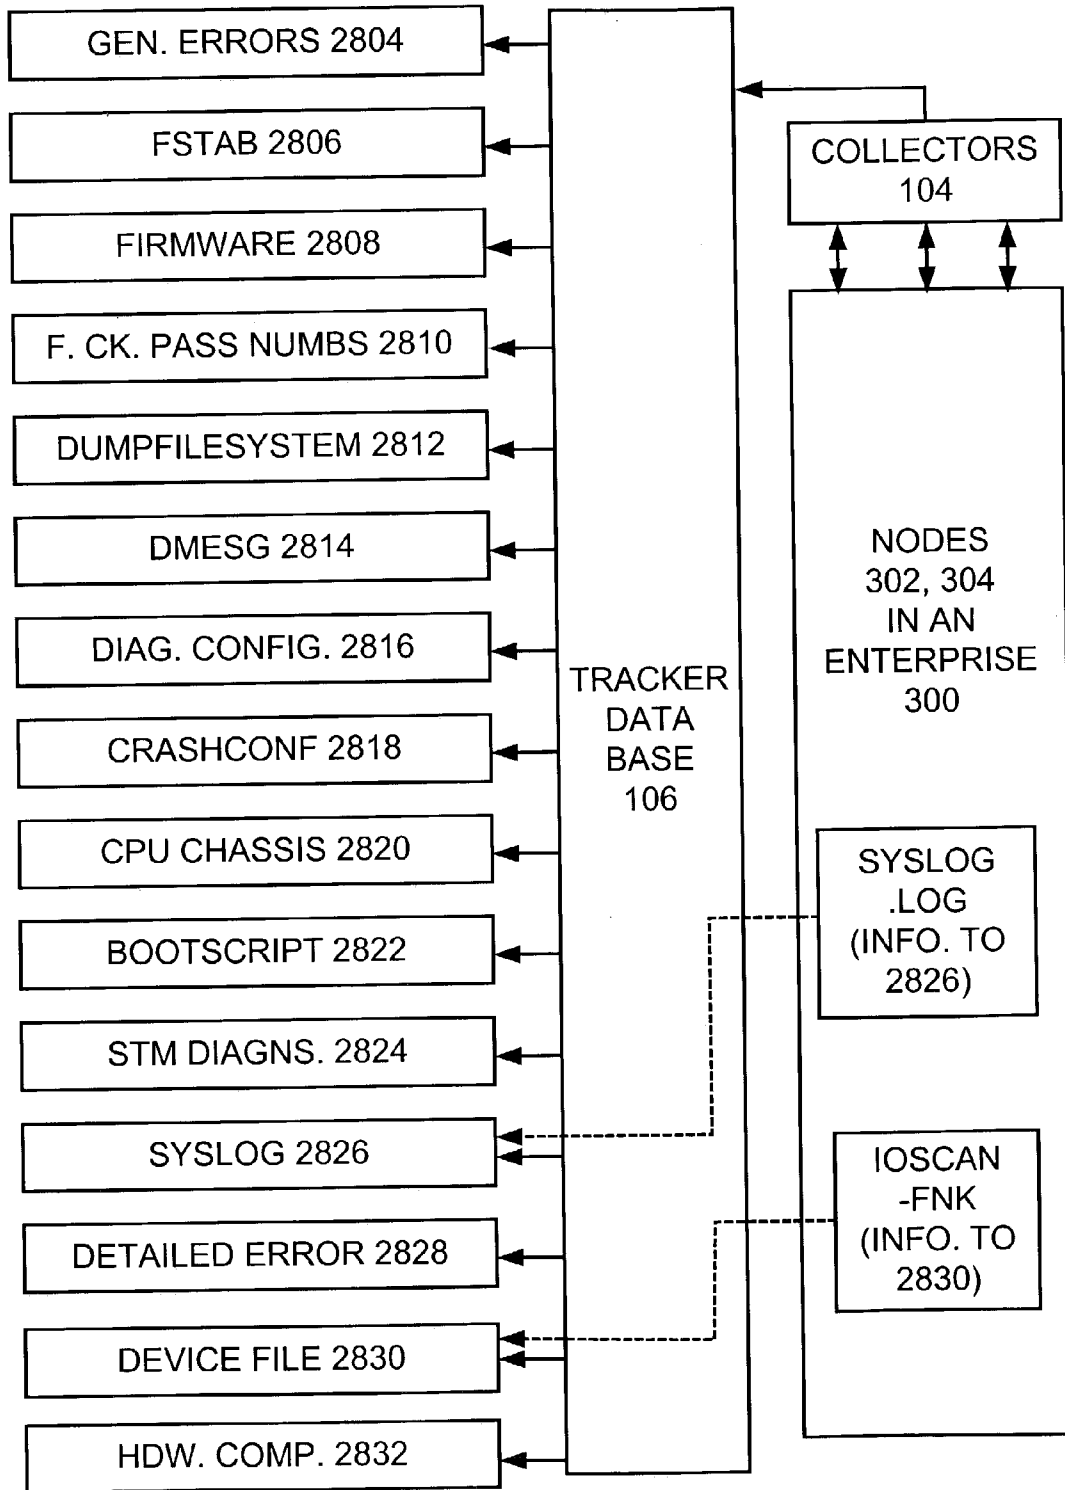 GEN. ERRORS 2804
FSTAB 2806
FIRMWARE 2808
F. CK. PASS NUMBS 2810
DUMPFILESYSTEM 2812
DMESG 2814
DIAG. CONFIG. 2816
CRASHCONF 2818
CPU CHASSIS 2820
BOOTSCRIPT 2822
STM DIAGNS. 2824
SYSLOG 2826
DETAILED ERROR 2828
DEVICE FILE 2830
HDW. COMP. 2832
TRACKER
DATA
BASE
106
COLLECTORS
104
NODES
302, 304
IN AN
ENTERPRISE
300
SYSLOG
.LOG
(INFO. TO
2826)
IOSCAN
-FNK
(INFO. TO
2830)